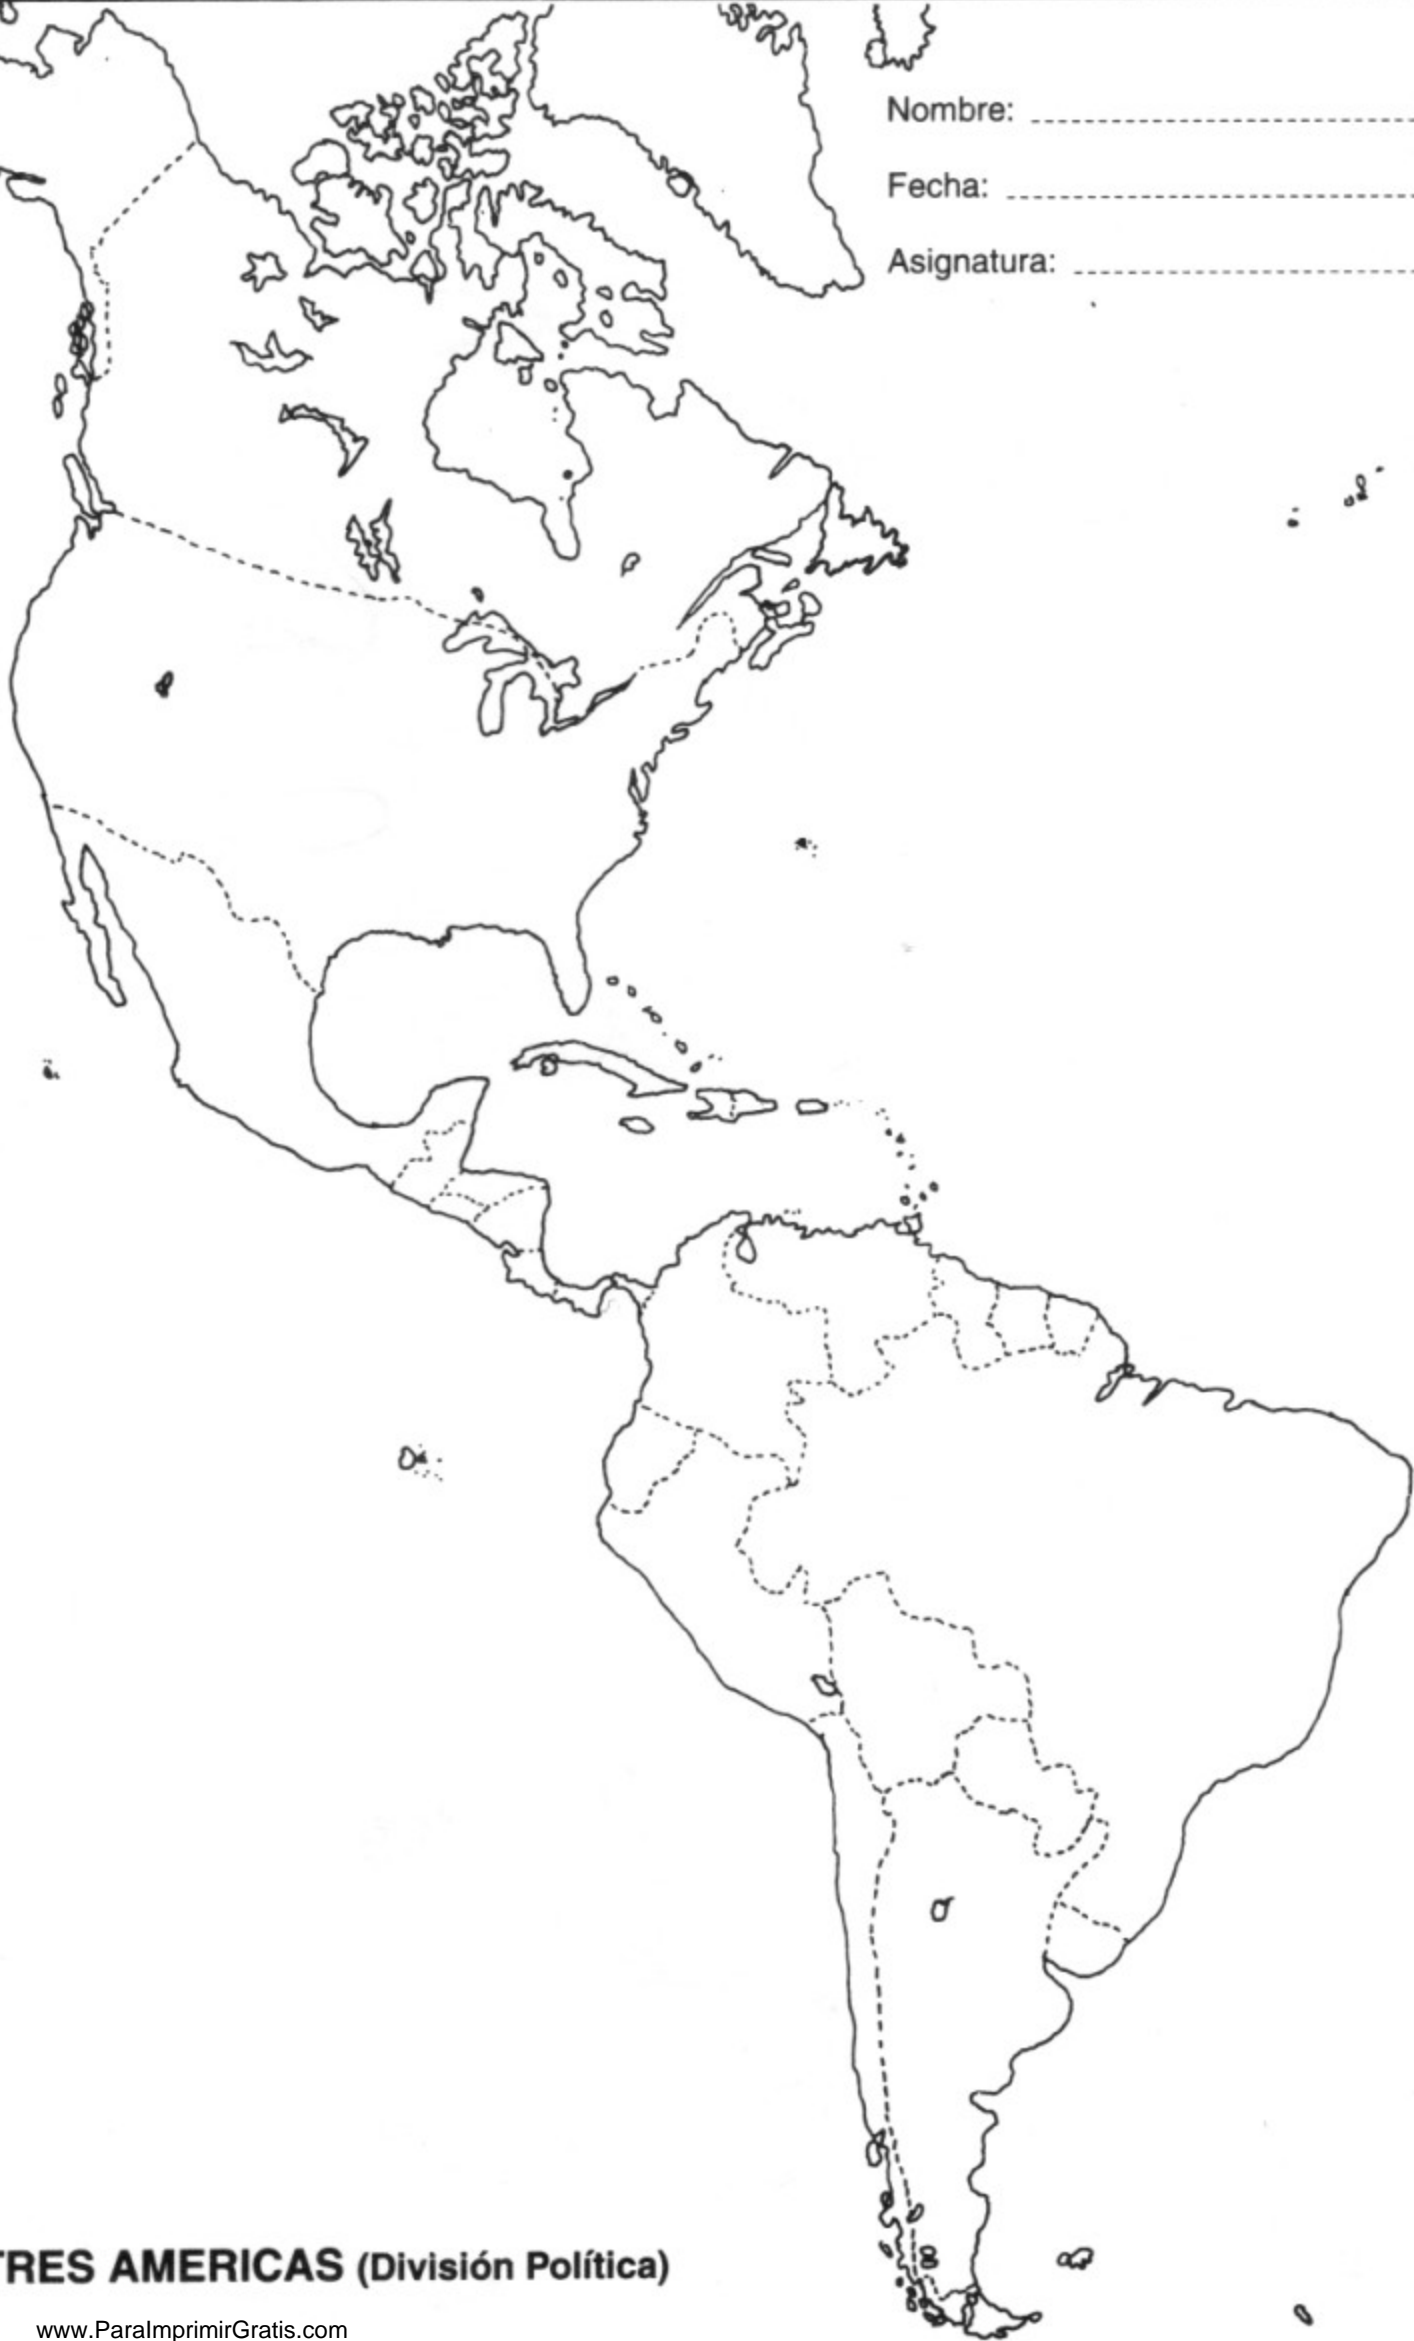 Nombre:
Fecha:
Asignatura:
TRES AMERICAS (División Política)
www.ParaImprimirGratis.com